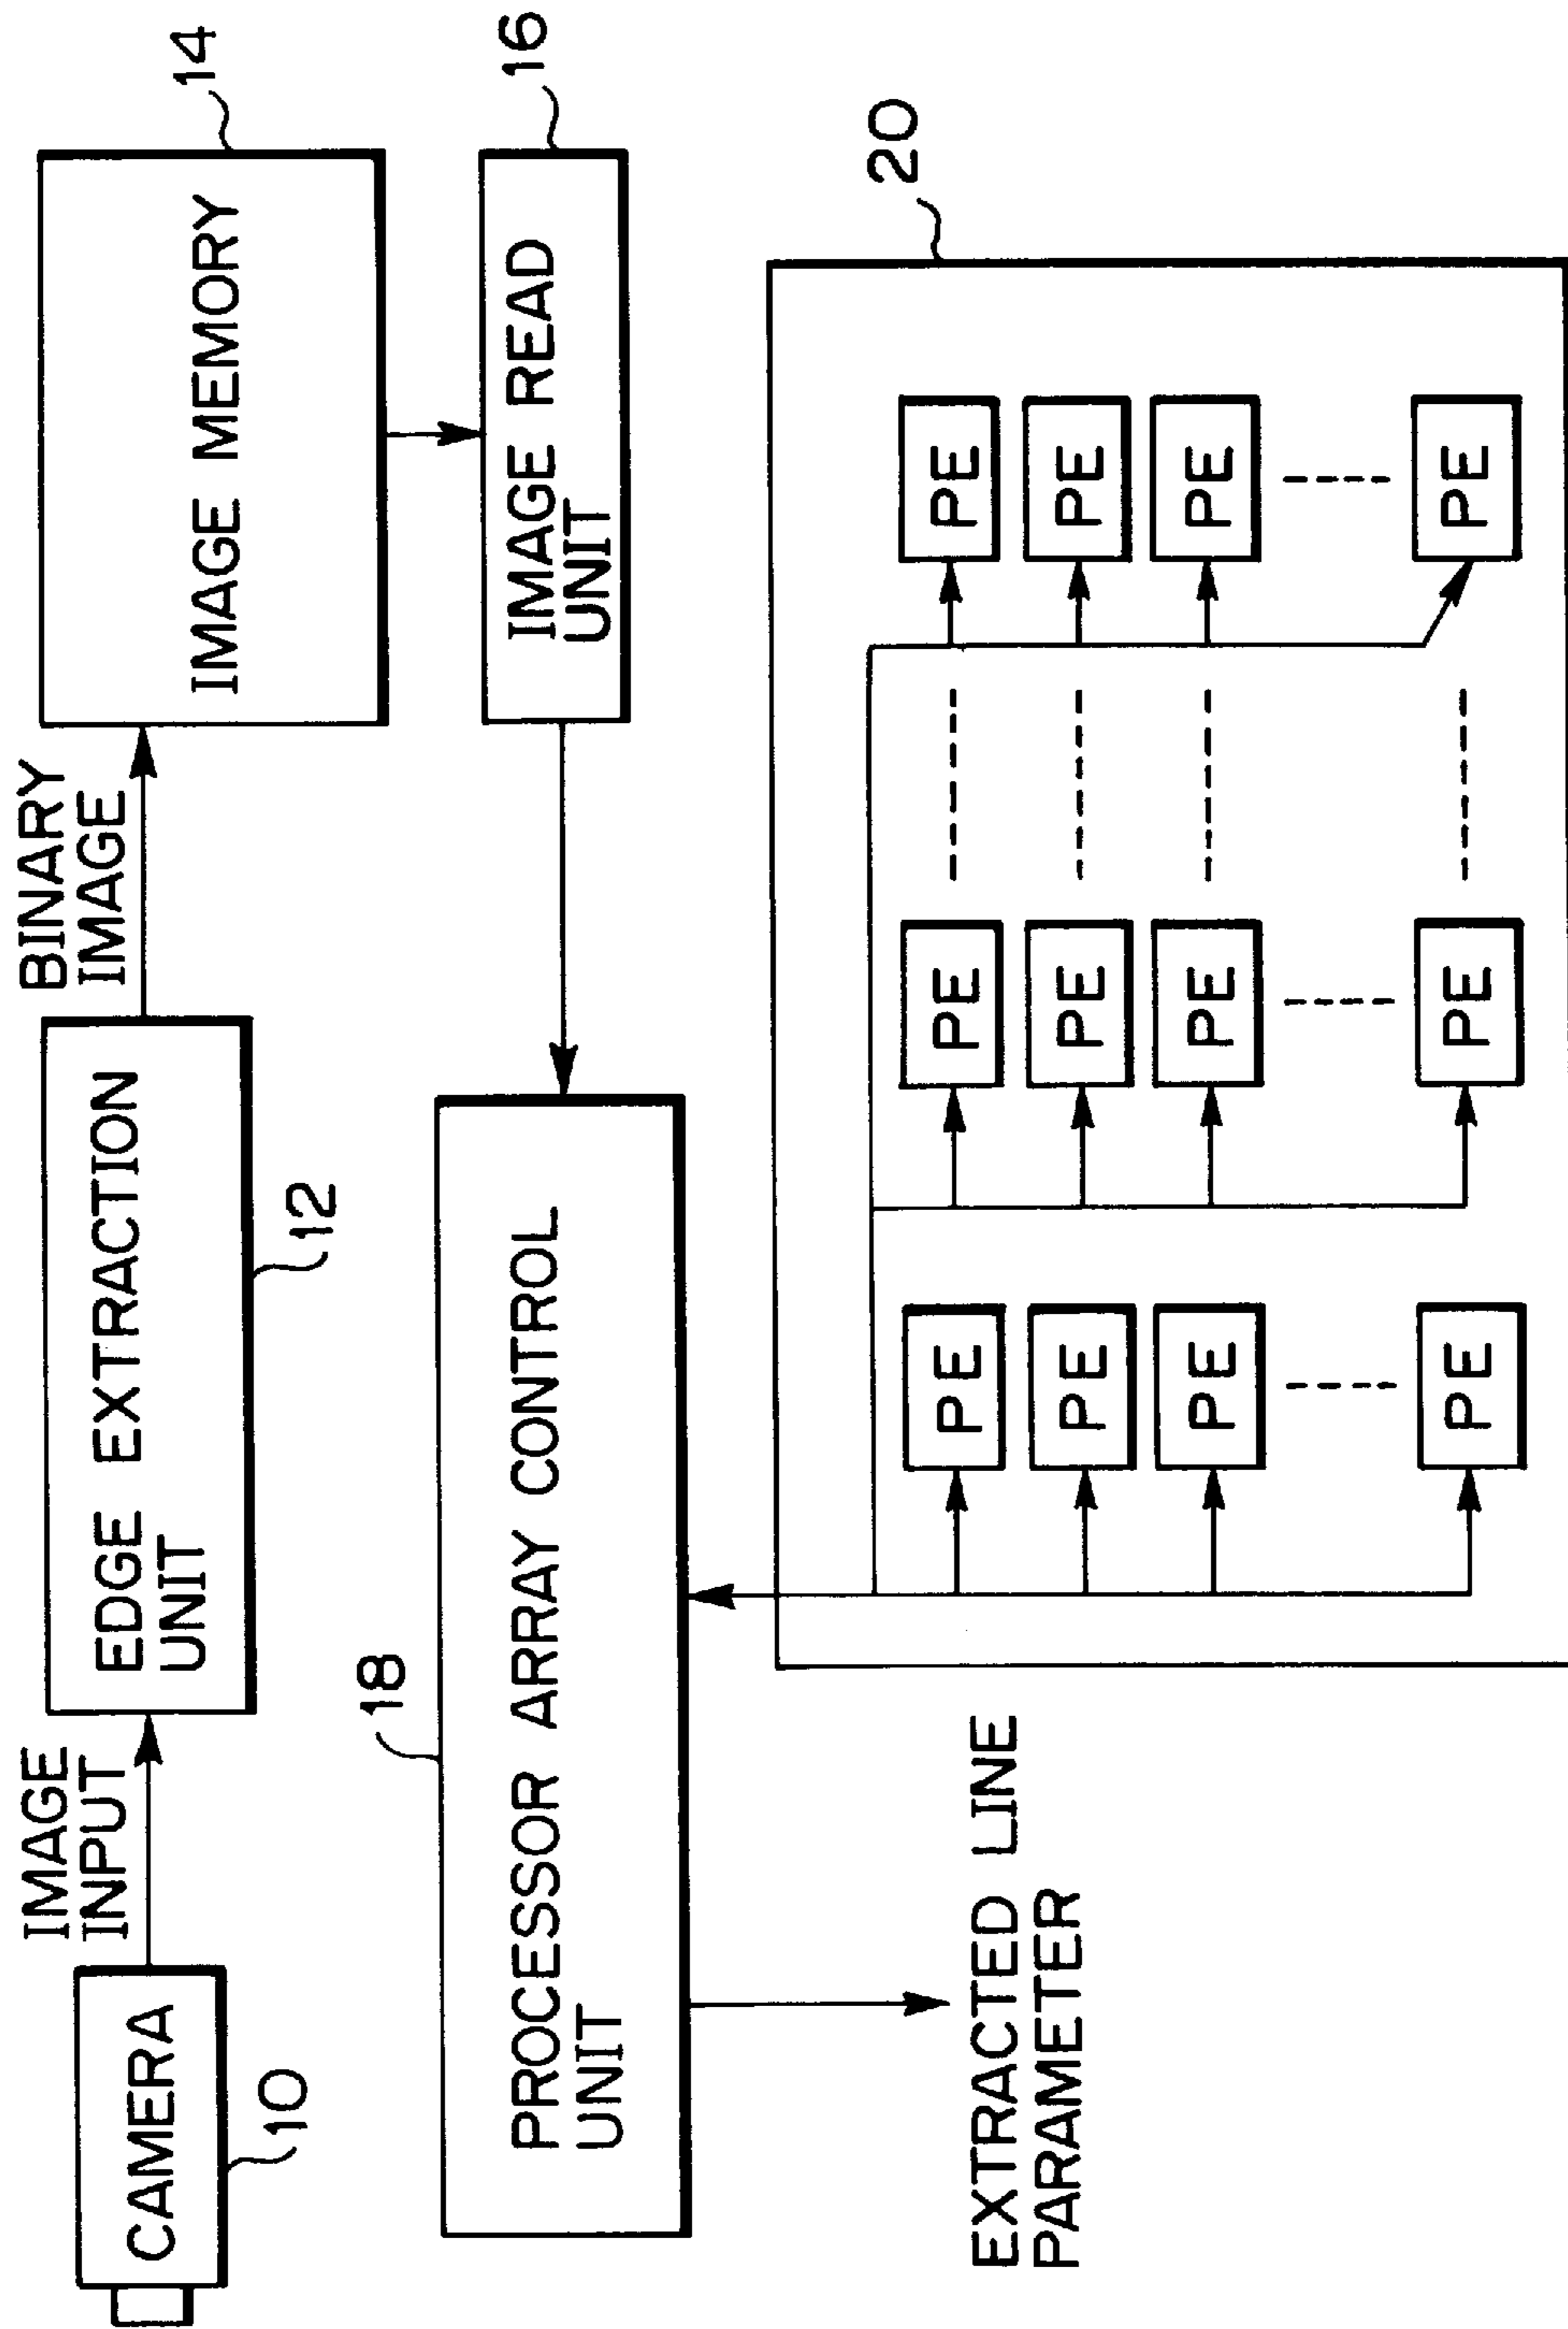 IMAGE
INPUT
BINARY
IMAGE
CAMERA
10
EDGE EXTRACTION
UNIT
12
IMAGE MEMORY
14
18
PROCESSOR ARRAY CONTROL
UNIT
IMAGE READ
UNIT
16
EXTRACTED LINE
PARAMETER
20
PE
PE
PE
PE
PE
PE
PE
PE
PE
PE
PE
PE